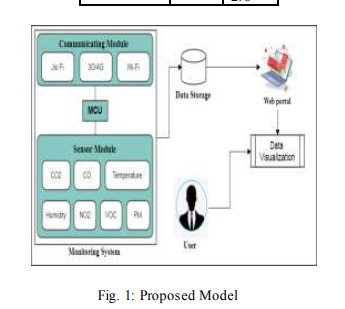 Communicating Module
Jio-Fi
3G/4G
Wi-Fi
MCU
Sensor Module
CO2
CO
Temperature
Humidity
NO2
VOC
PM
Monitoring System
Data Storage
Web portal
Data
Visualization
User
Fig. 1: Proposed Model